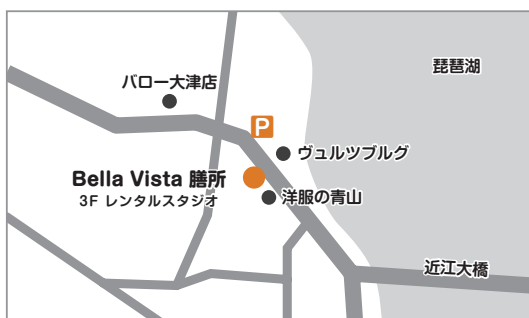 琵琶湖
バロー大津店
P
ヴュルツブルグ
Bella Vista 膳所
3F レンタルスタジオ
洋服の青山
近江大橋